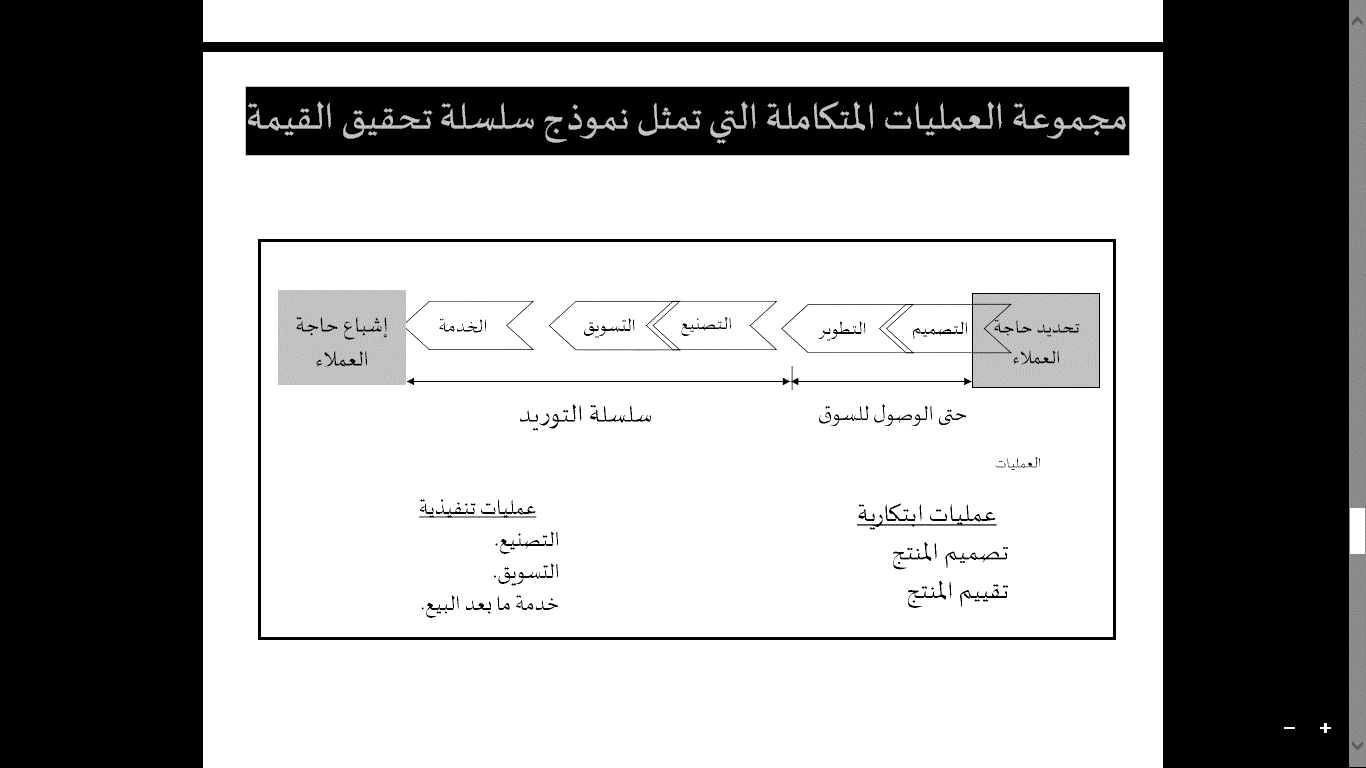 مجموعة العمليات المتكاملة التي تمثل نموذج سلسلة تحقيق القيمة
تحديد حاجة
العملاء
التصميم
التطوير
التصنيع
التسويق
الخدمة
إشباع حاجة
العملاء
حتى الوصول للسوق
سلسلة التوريد
العمليات
عمليات ابتكارية
تصميم المنتج
تقييم المنتج
عمليات تنفيذية
التصنيع.
التسويق.
خدمة ما بعد البيع.